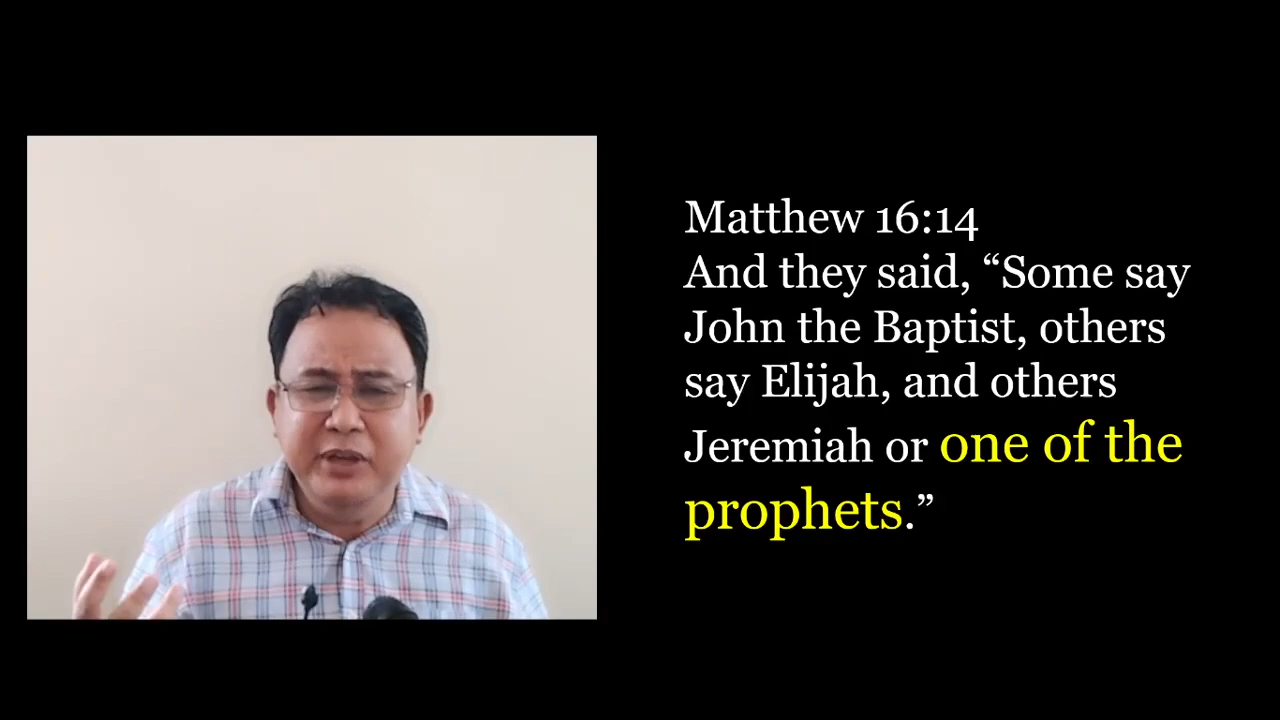 Matthew 16:14
And they said, “Some say
John the Baptist, others
say Elijah, and others
Jeremiah or one of the
prophets.”